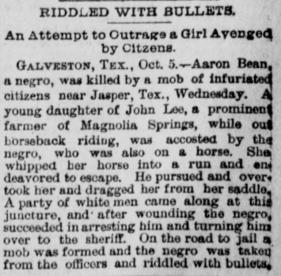 RIDDLED WITH BULLETS.
An Attempt to Outrage a Girl Avenged
by Citzens.
GALVESTON, TEX., Oct. 5.—Aaron Bean,
a negro, was killed by a mob of infuriated
citizens near Jasper, Tex., Wednesday. A
young daughter of John Lee, a prominent
farmer of Magnolia Springs, while out
horseback riding, was accosted by the
negro, who was also on a horse. She
whipped her horse into a run and en-
deavored to escape. He pursued and over-
took her and dragged her from her saddle.
A party of white men came along at this
juncture, and after wounding the negro,
succeeded in arresting him and turning him
over to the sheriff. On the road to jail a
mob was formed and the negro was taken
from the officers and riddled with bullets.